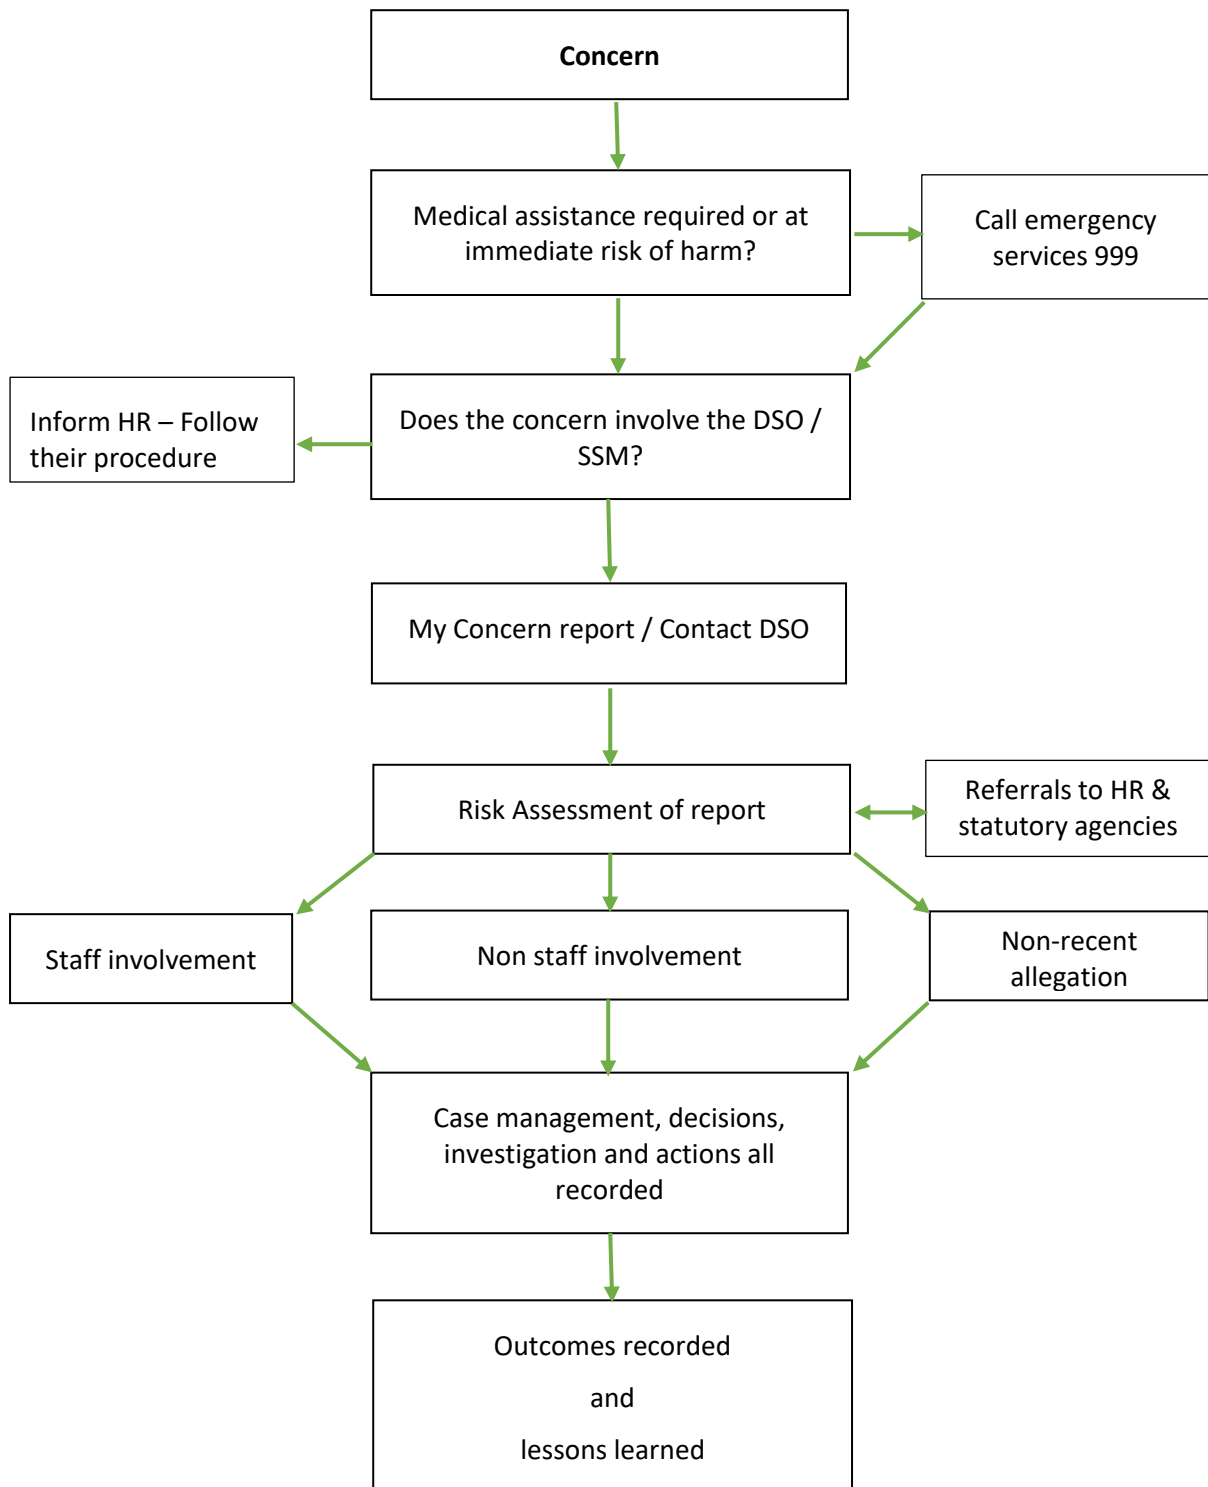 Concern
Medical assistance required or at
immediate risk of harm?
Call emergency
services 999
Does the concern involve the DSO /
SSM?
Inform HR – Follow
their procedure
My Concern report / Contact DSO
Risk Assessment of report
Referrals to HR &
statutory agencies
Staff involvement
Non staff involvement
Non-recent
allegation
Case management, decisions,
investigation and actions all
recorded
Outcomes recorded
and
lessons learned